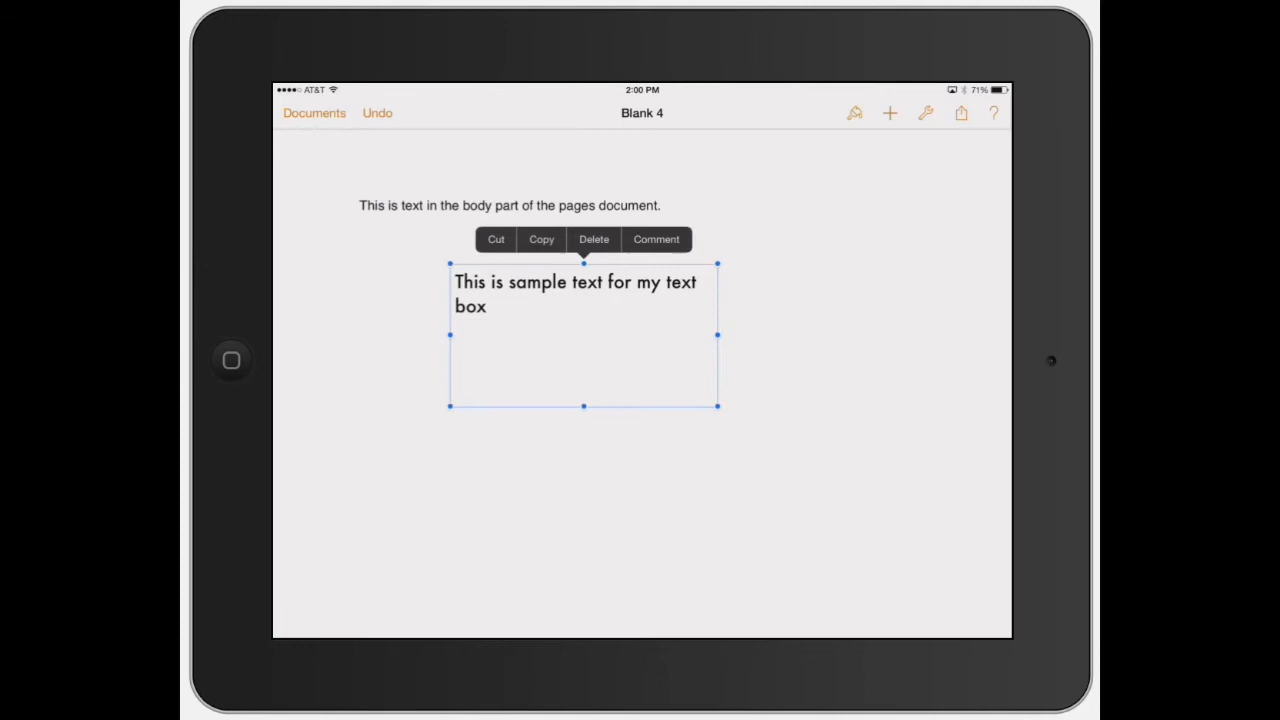 AT&T 2:00 PM 71%
Documents Undo Blank 4 ?
This is text in the body part of the pages document.
Cut Copy Delete Comment
This is sample text for my text
box